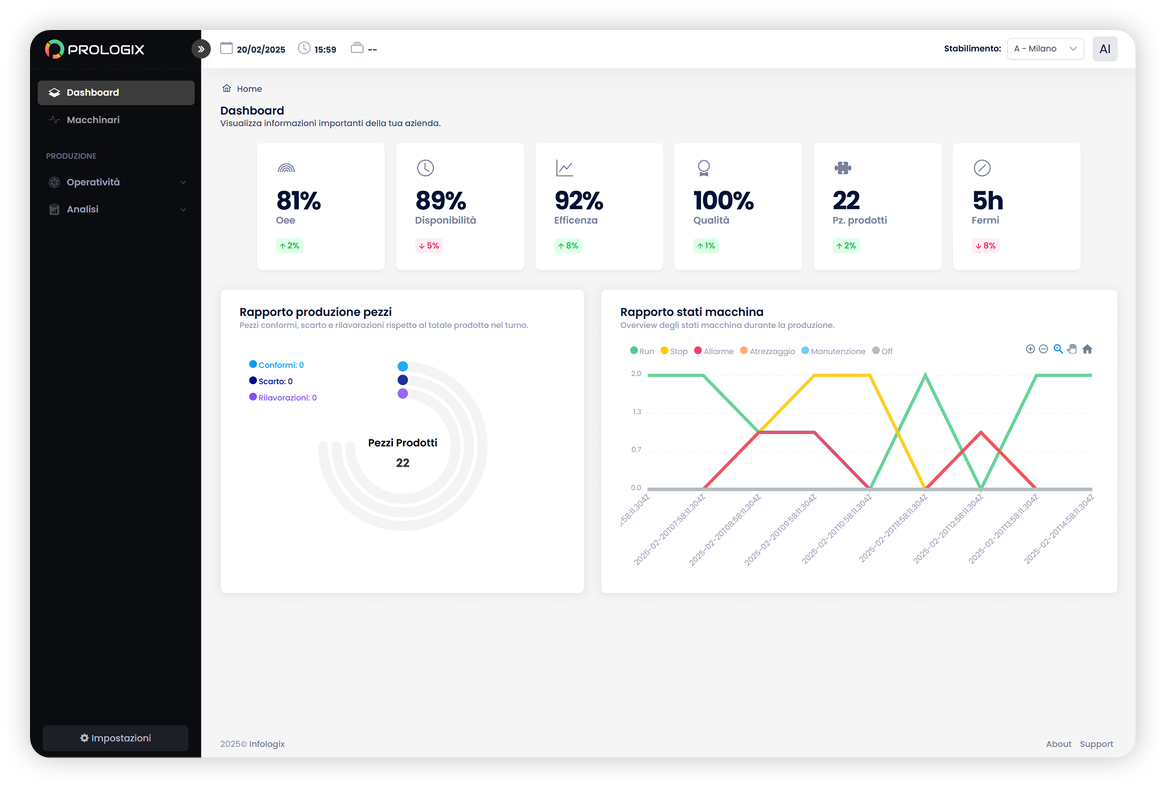 PROLOGIX
20/02/2025 15:59 --
Stabilimento: A - Milano AI
Dashboard
Macchinari
PRODUZIONE
Operatività
Analisi
Impostazioni
Home
Dashboard
Visualizza informazioni importanti della tua azienda.
81%
Oee
2%
89%
Disponibilità
5%
92%
Efficenza
8%
100%
Qualità
1%
22
Pz. prodotti
2%
5h
Fermi
8%
Rapporto produzione pezzi
Pezzi conformi, scarto e rilavorazioni rispetto al totale prodotto nel turno.
Conformi: 0
Scarto: 0
Rilavorazioni: 0
Pezzi Prodotti
22
Rapporto stati macchina
Overview degli stati macchina durante la produzione.
Run Stop Allarme Atrezzaggio Manutenzione Off
2.0
1.3
0.7
0.0
:58:11.304Z
2025-02-20T07:58:11.304Z
2025-02-20T08:58:11.304Z
2025-02-20T09:58:11.304Z
2025-02-20T10:58:11.304Z
2025-02-20T11:58:11.304Z
2025-02-20T12:58:11.304Z
2025-02-20T13:58:11.304Z
2025-02-20T14:58:11.304Z
2025© Infologix
About Support